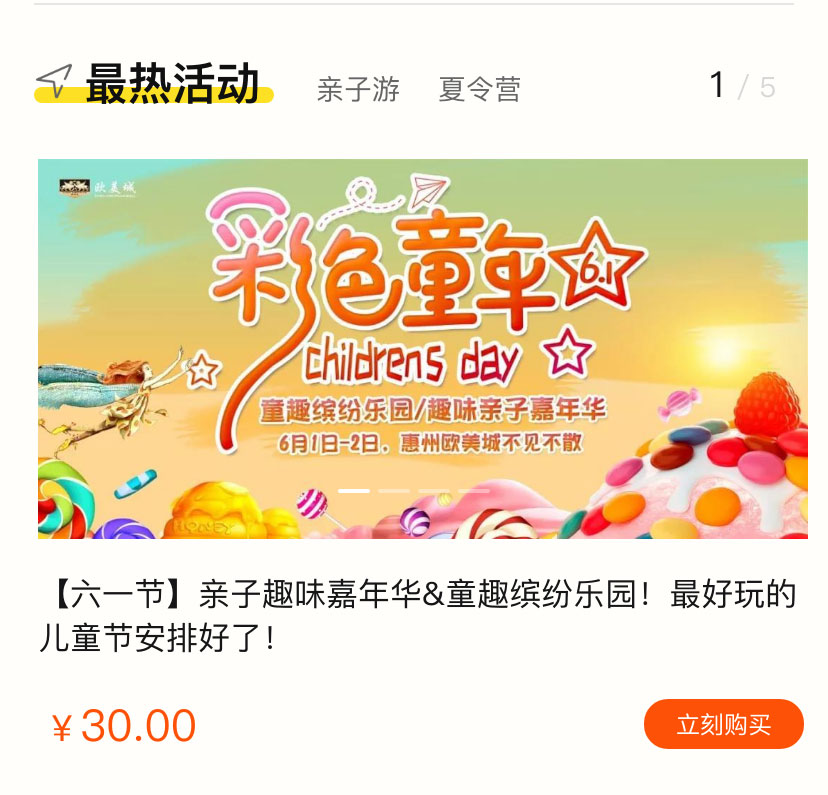 最热活动 亲子游 夏令营 1 / 5
欧美城
彩色童年 6.1
childrens day
童趣缤纷乐园/趣味亲子嘉年华
6月1日-2日，惠州欧美城不见不散
HONEY
【六一节】亲子趣味嘉年华&童趣缤纷乐园！最好玩的
儿童节安排好了！
¥30.00 立刻购买